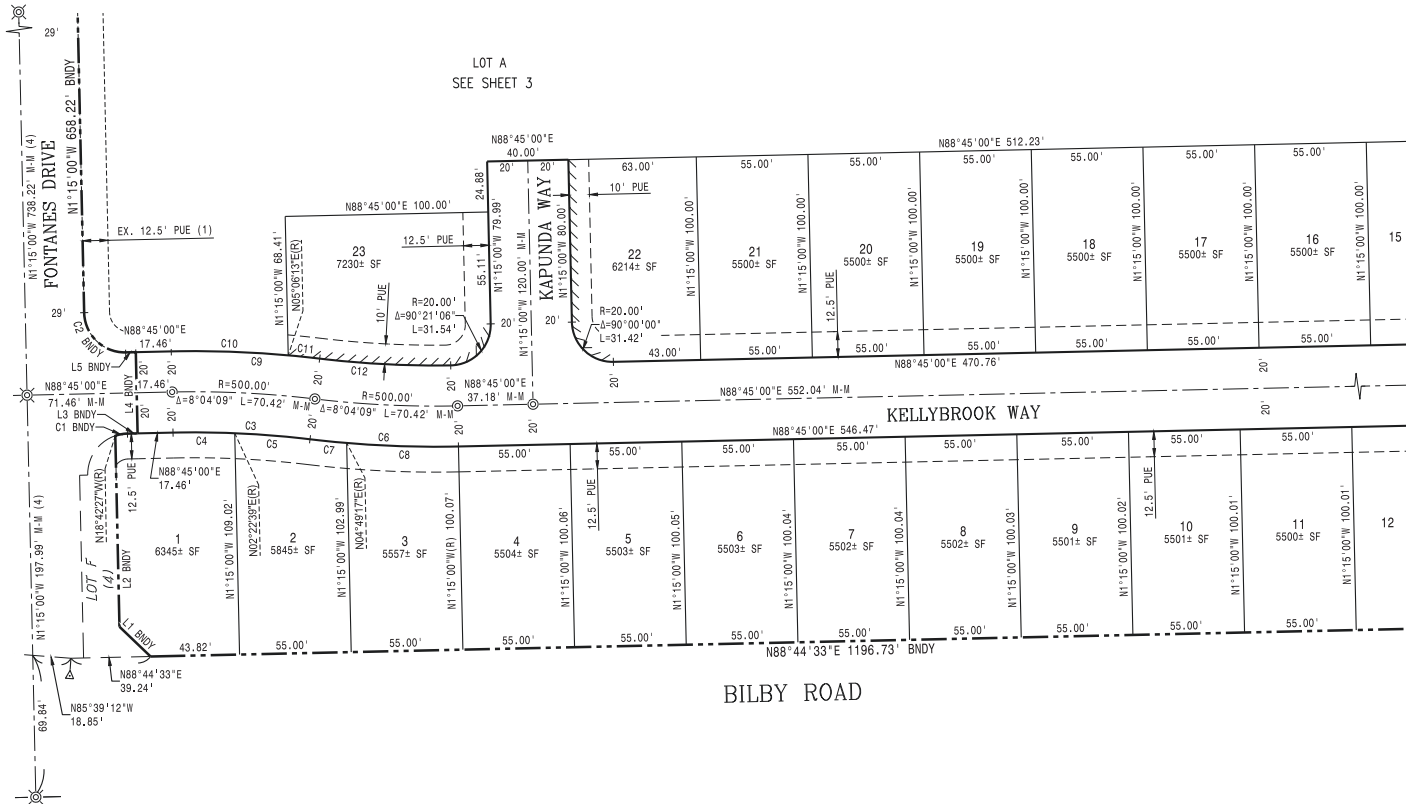 29'
LOT A
SEE SHEET 3
N1°15'00"W 738.22' M-M (4)
FONTANES DRIVE
N1°15'00"W 658.22' BNDY
EX. 12.5' PUE (1)
29'
C2 BNDY
N88°45'00"E
17.46'
L5 BNDY
N88°45'00"E
40.00'
20' 20'
24.88'
N88°45'00"E 100.00'
12.5' PUE
23
7230± SF
N1°15'00"W 68.41'
N05°06'13"E(R)
10' PUE
55.11'
N1°15'00"W 79.99'
R=20.00'
Δ=90°21'06"
L=31.54'
C10
C9
C11
C12
20'
N1°15'00"W 120.00' M-M
KAPUNDA WAY
N1°15'00"W 80.00'
20'
10' PUE
R=20.00'
Δ=90°00'00"
L=31.42'
N88°45'00"E 512.23'
63.00'
55.00'
55.00'
55.00'
55.00'
55.00'
55.00'
22
6214± SF
N1°15'00"W 100.00'
21
5500± SF
N1°15'00"W 100.00'
20
5500± SF
N1°15'00"W 100.00'
19
5500± SF
N1°15'00"W 100.00'
18
5500± SF
N1°15'00"W 100.00'
17
5500± SF
N1°15'00"W 100.00'
16
5500± SF
N1°15'00"W 100.00'
15
12.5' PUE
43.00'
55.00'
55.00'
55.00'
55.00'
55.00'
55.00'
N88°45'00"E 470.76'
20'
20'
N88°45'00"E
71.46' M-M
17.46'
L4 BNDY
20'
20'
20'
20'
R=500.00'
Δ=8°04'09" L=70.42' M-M
20'
20'
R=500.00'
Δ=8°04'09" L=70.42' M-M
20'
20'
N88°45'00"E
37.18' M-M
20'
N88°45'00"E 552.04' M-M
KELLYBROOK WAY
20'
L3 BNDY
C1 BNDY
C4
C3
C5
C7
C6
C8
N88°45'00"E 546.47'
55.00'
55.00'
55.00'
55.00'
55.00'
55.00'
55.00'
55.00'
N88°45'00"E
17.46'
12.5' PUE
N18°42'27"W(R)
N1°15'00"W 197.99' M-M (4)
LOT F
(4)
L2 BNDY
L1 BNDY
1
6345± SF
N1°15'00"W 109.02'
N02°22'39"E(R)
2
5845± SF
N1°15'00"W 102.99'
N04°49'17"E(R)
3
5557± SF
N1°15'00"W(R) 100.07'
4
5504± SF
N1°15'00"W 100.06'
12.5' PUE
5
5503± SF
N1°15'00"W 100.05'
6
5503± SF
N1°15'00"W 100.04'
7
5502± SF
N1°15'00"W 100.04'
8
5502± SF
N1°15'00"W 100.03'
9
5501± SF
N1°15'00"W 100.02'
12.5' PUE
10
5501± SF
N1°15'00"W 100.01'
11
5500± SF
N1°15'00"W 100.01'
12
43.82'
55.00'
55.00'
55.00'
55.00'
55.00'
55.00'
55.00'
55.00'
55.00'
55.00'
N88°44'33"E 1196.73' BNDY
N88°44'33"E
39.24'
N85°39'12"W
18.85'
69.84'
BILBY ROAD